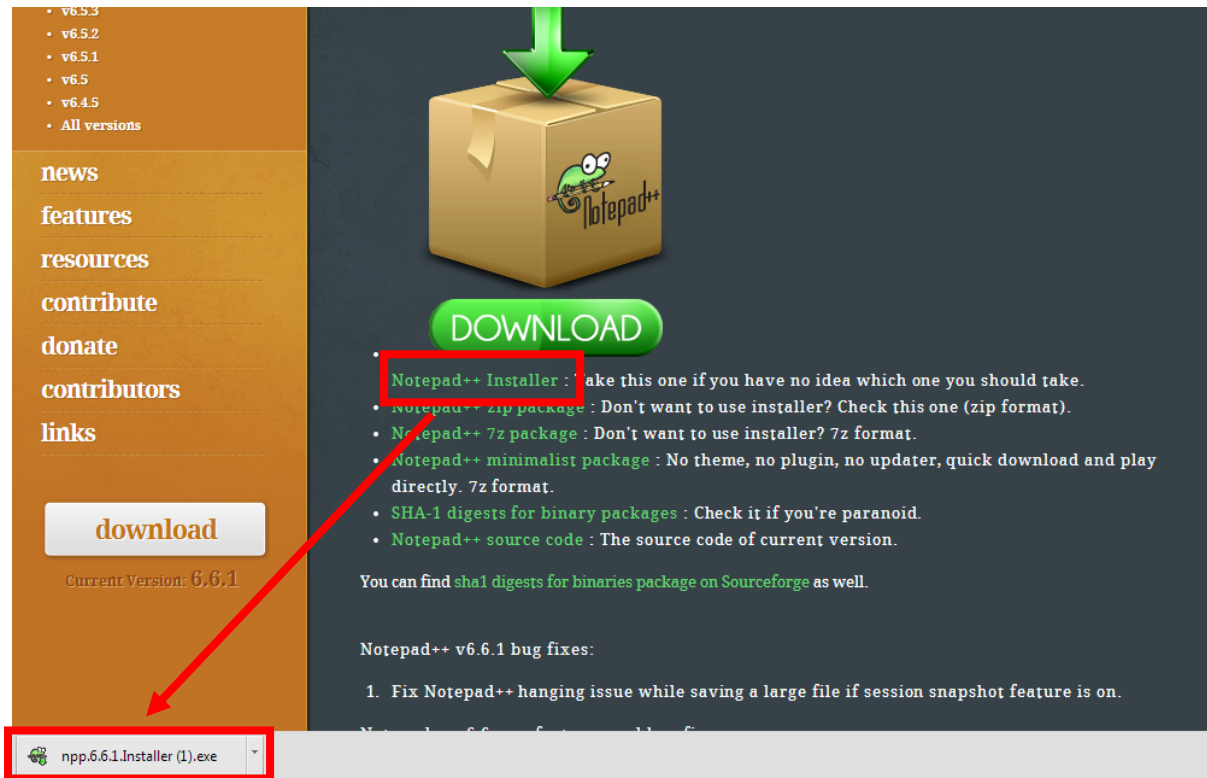 v6.5.3
v6.5.2
v6.5.1
v6.5
v6.4.5
All versions
news
features
resources
contribute
donate
contributors
links
download
Current Version: 6.6.1
Notepad++
DOWNLOAD
Notepad++ Installer : Take this one if you have no idea which one you should take.
Notepad++ zip package : Don't want to use installer? Check this one (zip format).
Notepad++ 7z package : Don't want to use installer? 7z format.
Notepad++ minimalist package : No theme, no plugin, no updater, quick download and play
directly. 7z format.
SHA-1 digests for binary packages : Check it if you're paranoid.
Notepad++ source code : The source code of current version.
You can find sha1 digests for binaries package on Sourceforge as well.
Notepad++ v6.6.1 bug fixes:
1. Fix Notepad++ hanging issue while saving a large file if session snapshot feature is on.
npp.6.6.1.Installer (1).exe